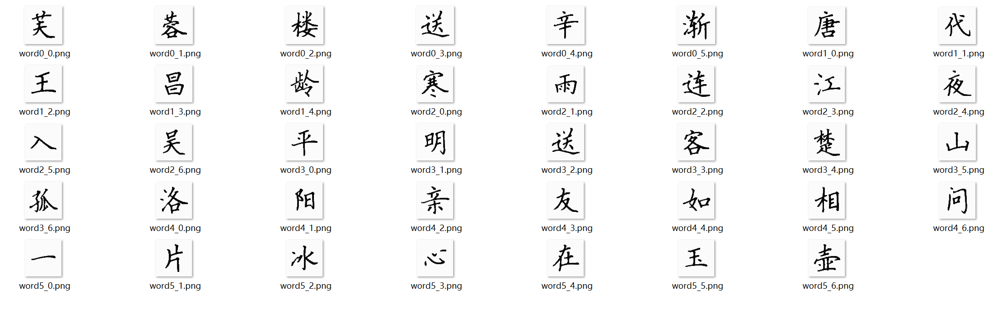 芙 蓉 楼 送 辛 渐 唐 代
word0_0.png word0_1.png word0_2.png word0_3.png word0_4.png word0_5.png word1_0.png word1_1.png
王 昌 龄 寒 雨 连 江 夜
word1_2.png word1_3.png word1_4.png word2_0.png word2_1.png word2_2.png word2_3.png word2_4.png
入 吴 平 明 送 客 楚 山
word2_5.png word2_6.png word3_0.png word3_1.png word3_2.png word3_3.png word3_4.png word3_5.png
孤 洛 阳 亲 友 如 相 问
word3_6.png word4_0.png word4_1.png word4_2.png word4_3.png word4_4.png word4_5.png word4_6.png
一 片 冰 心 在 玉 壶
word5_0.png word5_1.png word5_2.png word5_3.png word5_4.png word5_5.png word5_6.png